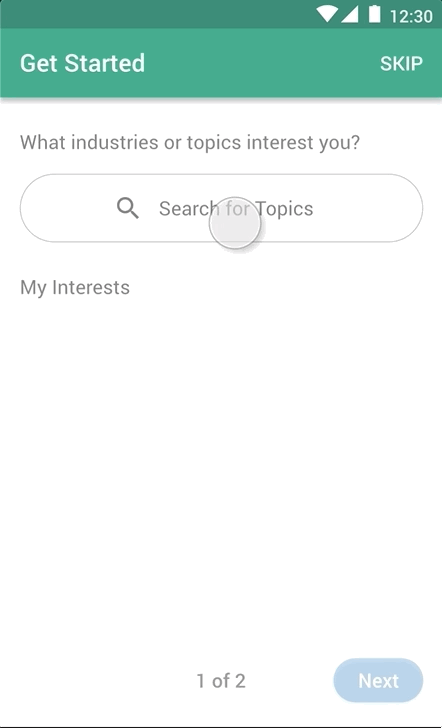 12:30
Get Started
SKIP
What industries or topics interest you?
Search for Topics
My Interests
1 of 2
Next